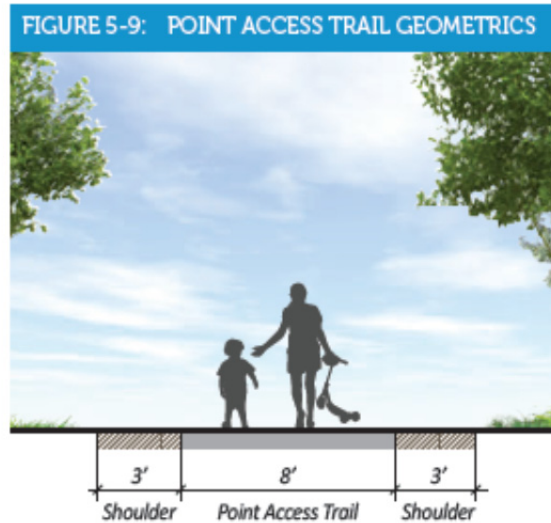 FIGURE 5-9: POINT ACCESS TRAIL GEOMETRICS
3' 8' 3'
Shoulder Point Access Trail Shoulder